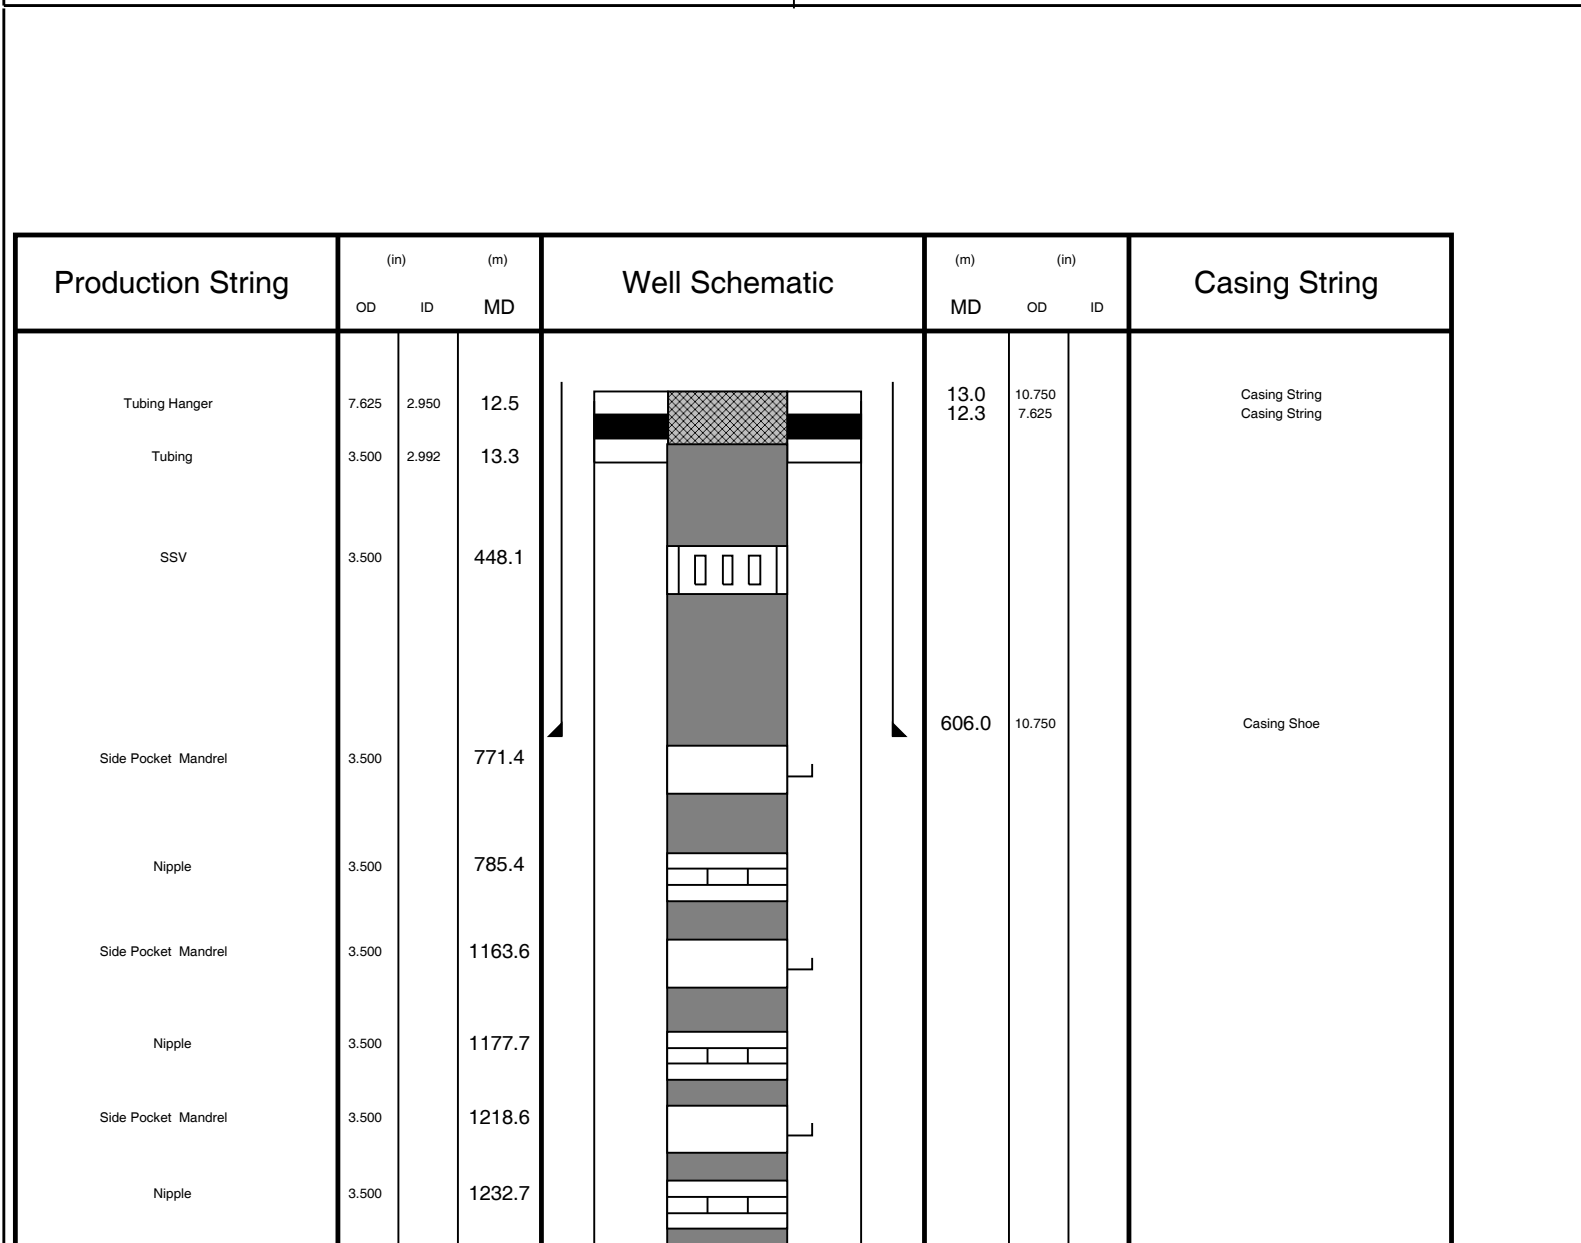 Production String (in) (m) Well Schematic (m) (in) Casing String
OD ID MD MD OD ID
Tubing Hanger 7.625 2.950 12.5 13.0 10.750 Casing String
12.3 7.625 Casing String
Tubing 3.500 2.992 13.3
SSV 3.500 448.1
606.0 10.750 Casing Shoe
Side Pocket Mandrel 3.500 771.4
Nipple 3.500 785.4
Side Pocket Mandrel 3.500 1163.6
Nipple 3.500 1177.7
Side Pocket Mandrel 3.500 1218.6
Nipple 3.500 1232.7